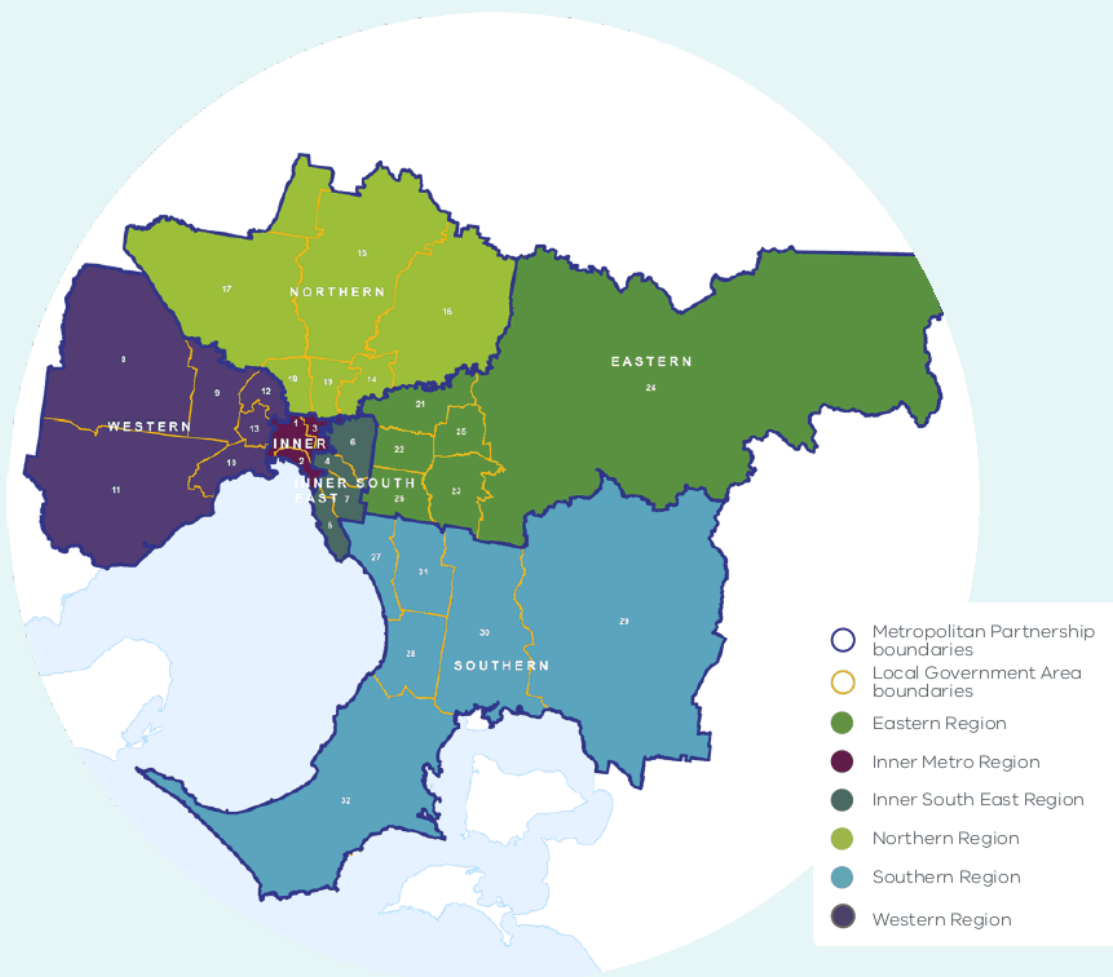 15
17
NORTHERN
16
8
EASTERN
24
18
19
14
12
9
21
WESTERN
13
1
3
25
INNER
6
22
10
2
4
INNER SOUTH
EAST
7
11
26
23
5
27
31
29
30
28
SOUTHERN
32
Metropolitan Partnership
boundaries
Local Government Area
boundaries
Eastern Region
Inner Metro Region
Inner South East Region
Northern Region
Southern Region
Western Region